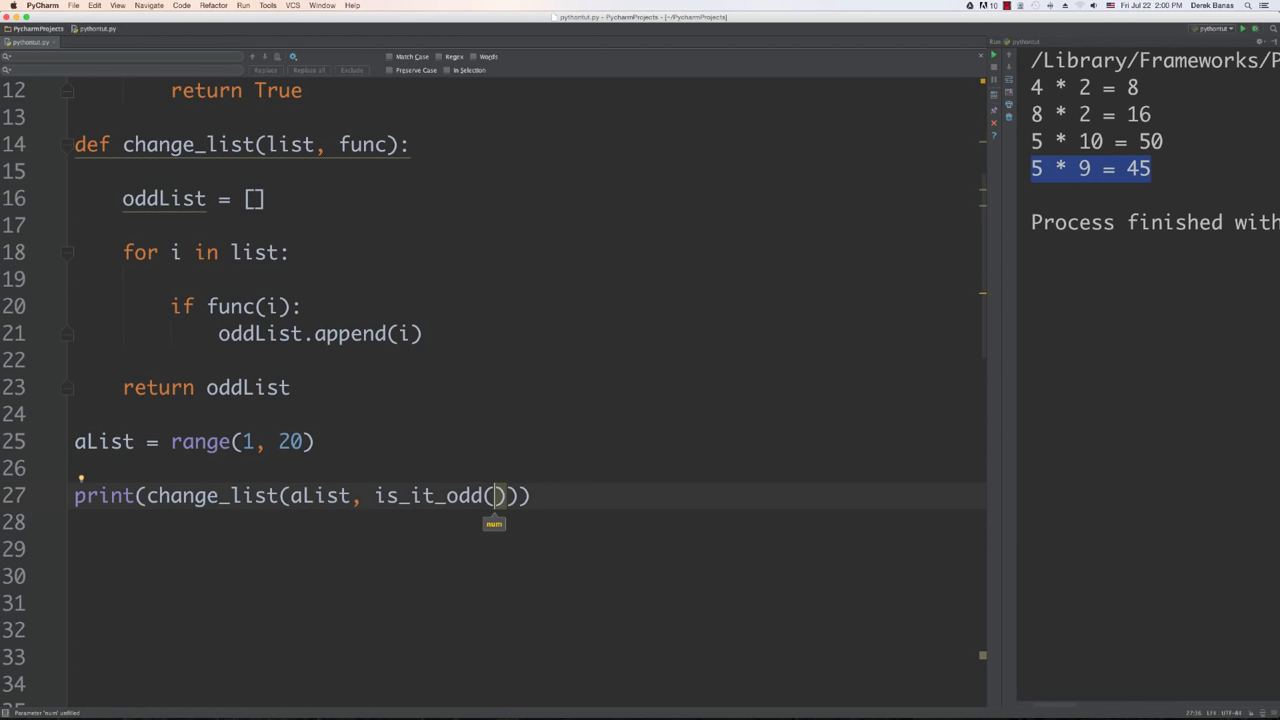 PyCharm File Edit View Navigate Code Refactor Run Tools VCS Window Help
10 Fri Jul 22 2:00 PM Derek Banas
pythontut.py - PycharmProjects - [~/PycharmProjects]
PycharmProjects pythontut.py pythontut
pythontut.py
Run pythontut
Match Case Regex Words
Replace Replace all Exclude Preserve Case In Selection
12 return True
13
14 def change_list(list, func):
15
16 oddList = []
17
18 for i in list:
19
20 if func(i):
21 oddList.append(i)
22
23 return oddList
24
25 aList = range(1, 20)
26
27 print(change_list(aList, is_it_odd()))
num
28
29
30
31
32
33
34
/Library/Frameworks/P
4 * 2 = 8
8 * 2 = 16
5 * 10 = 50
5 * 9 = 45
Process finished with
Parameter 'num' unfilled
27:36 LF UTF-8